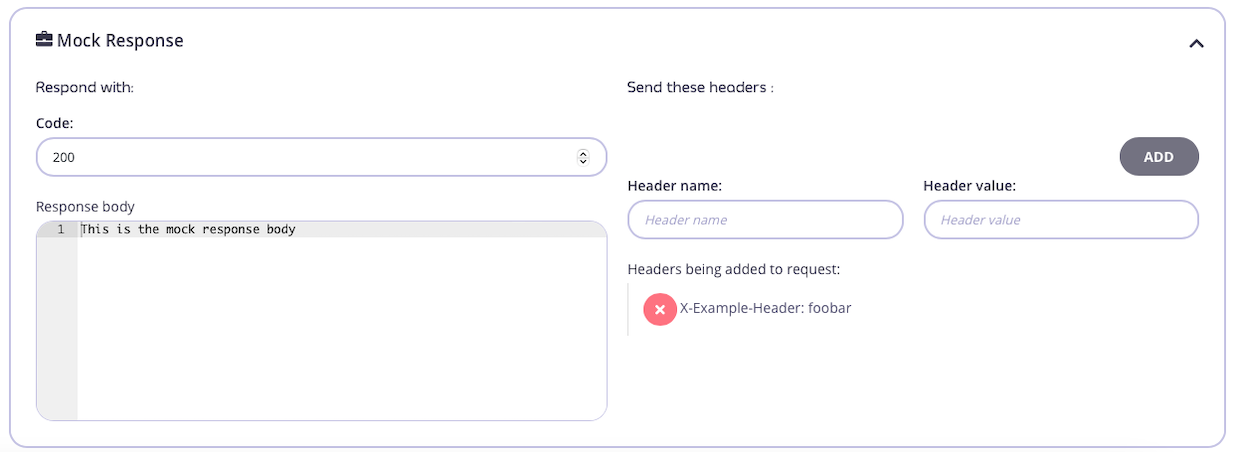 Mock Response
Respond with:
Code:
200
Response body
1 This is the mock response body
Send these headers :
ADD
Header name: Header value:
Header name Header value
Headers being added to request:
X-Example-Header: foobar